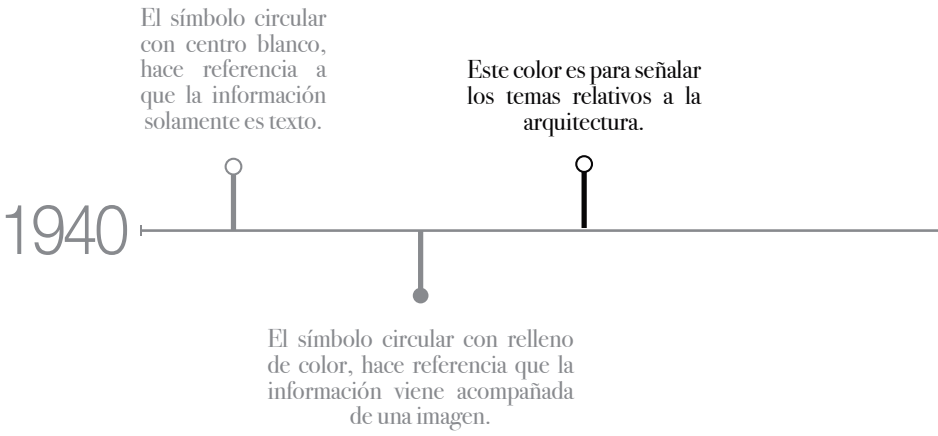 El símbolo circular
con centro blanco,
hace referencia a
que la información
solamente es texto.
Este color es para señalar
los temas relativos a la
arquitectura.
1940
El símbolo circular con relleno
de color, hace referencia que la
información viene acompañada
de una imagen.